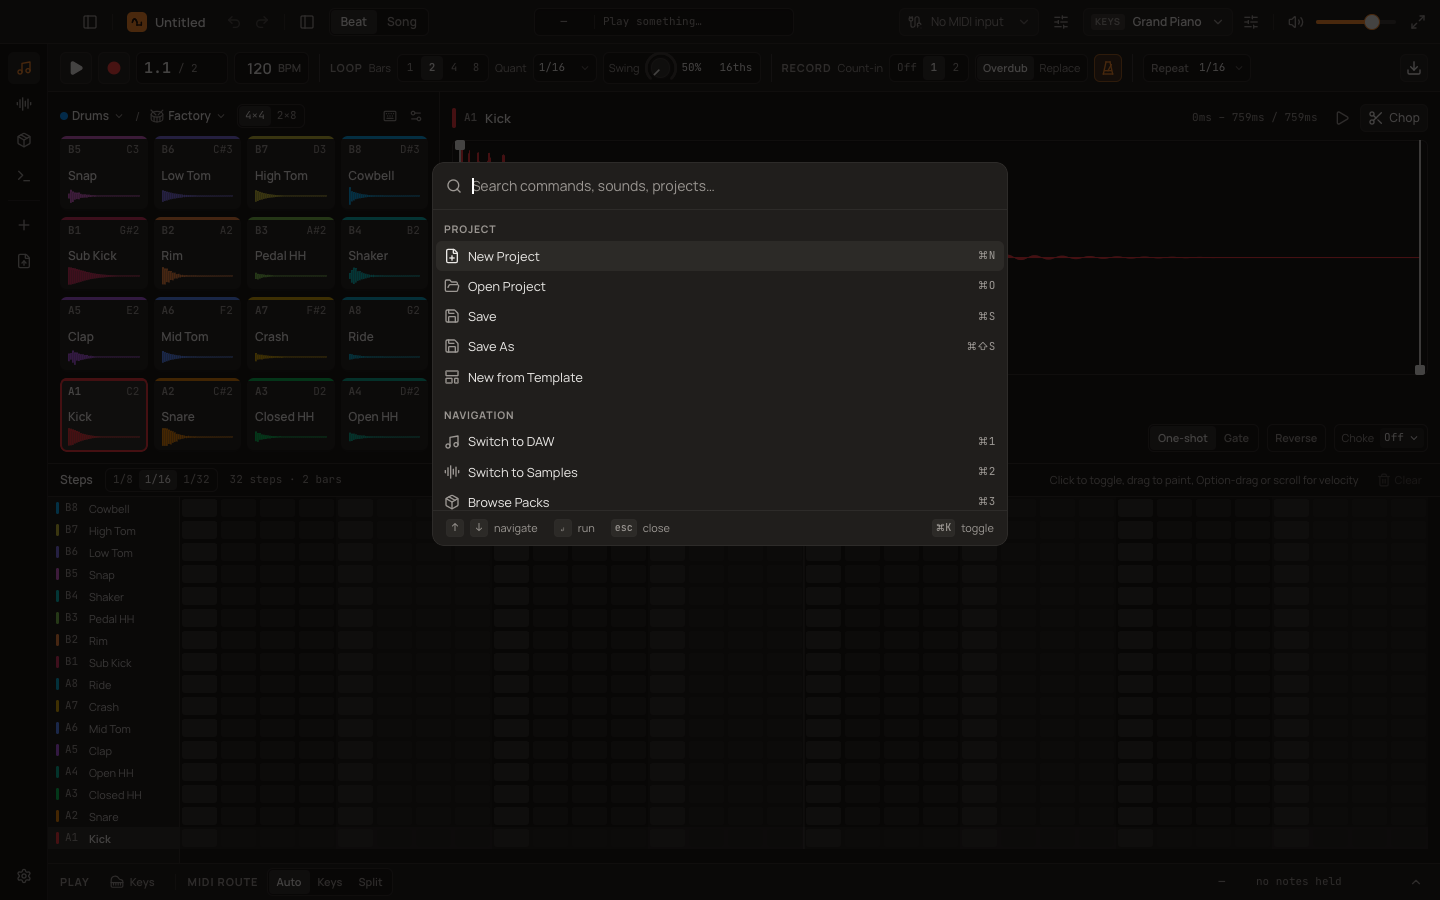 Untitled
Beat Song
– Play something…
No MIDI input
KEYS Grand Piano
1.1 / 2
120 BPM
LOOP Bars 1 2 4 8 Quant 1/16
Swing 50% 16ths
RECORD Count-in Off 1 2 Overdub Replace
Repeat 1/16
Drums / Factory 4×4 2×8
B5 C3 B6 C#3 B7 D3 B8 D#3
Snap Low Tom High Tom Cowbell
B1 G#2 B2 A2 B3 A#2 B4 B2
Sub Kick Rim Pedal HH Shaker
A5 E2 A6 F2 A7 F#2 A8 G2
Clap Mid Tom Crash Ride
A1 C2 A2 C#2 A3 D2 A4 D#2
Kick Snare Closed HH Open HH
A1 Kick
0ms – 759ms / 759ms
Chop
Search commands, sounds, projects…
PROJECT
New Project ⌘N
Open Project ⌘O
Save ⌘S
Save As ⌘⇧S
New from Template
NAVIGATION
Switch to DAW ⌘1
Switch to Samples ⌘2
Browse Packs ⌘3
↑ ↓ navigate ↵ run esc close ⌘K toggle
One-shot Gate Reverse Choke Off
Steps 1/8 1/16 1/32 32 steps · 2 bars
Click to toggle, drag to paint, Option-drag or scroll for velocity
Clear
B8 Cowbell
B7 High Tom
B6 Low Tom
B5 Snap
B4 Shaker
B3 Pedal HH
B2 Rim
B1 Sub Kick
A8 Ride
A7 Crash
A6 Mid Tom
A5 Clap
A4 Open HH
A3 Closed HH
A2 Snare
A1 Kick
PLAY Keys MIDI ROUTE Auto Keys Split
– no notes held